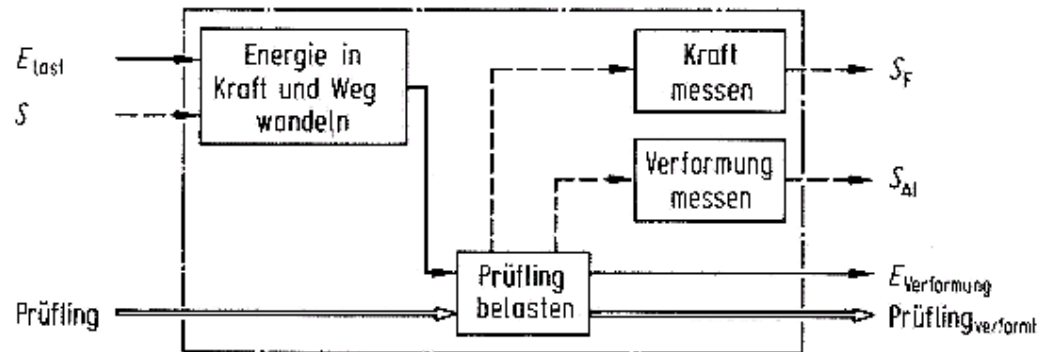 E_last
S
Energie in
Kraft und Weg
wandeln
Kraft
messen
S_F
Verformung
messen
S_Δl
Prüfling
Prüfling
belasten
E_Verformung
Prüfling_verformt